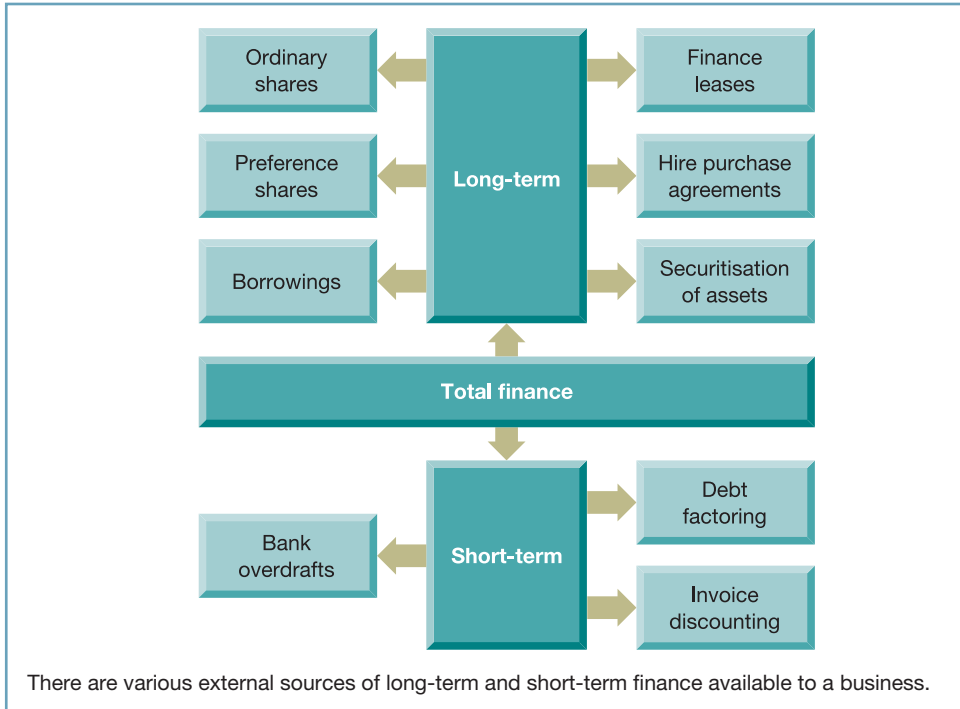 Ordinary
shares
Finance
leases
Preference
shares
Long-term
Hire purchase
agreements
Borrowings
Securitisation
of assets
Total finance
Debt
factoring
Bank
overdrafts
Short-term
Invoice
discounting
There are various external sources of long-term and short-term finance available to a business.